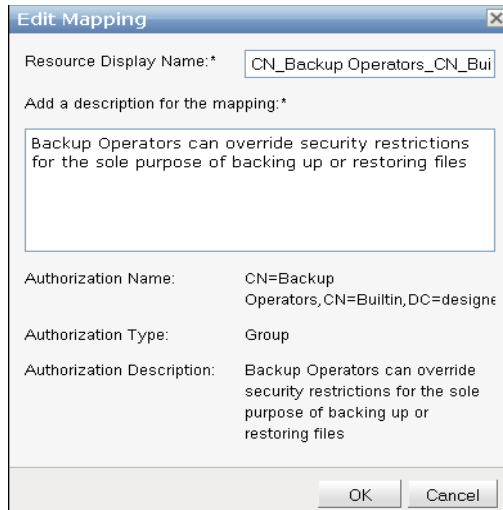 Edit Mapping
Resource Display Name:*
CN_Backup Operators_CN_Bui
Add a description for the mapping:*
Backup Operators can override security restrictions
for the sole purpose of backing up or restoring files
Authorization Name:
CN=Backup
Operators,CN=Builtin,DC=designe
Authorization Type:
Group
Authorization Description:
Backup Operators can override
security restrictions for the sole
purpose of backing up or
restoring files
OK
Cancel